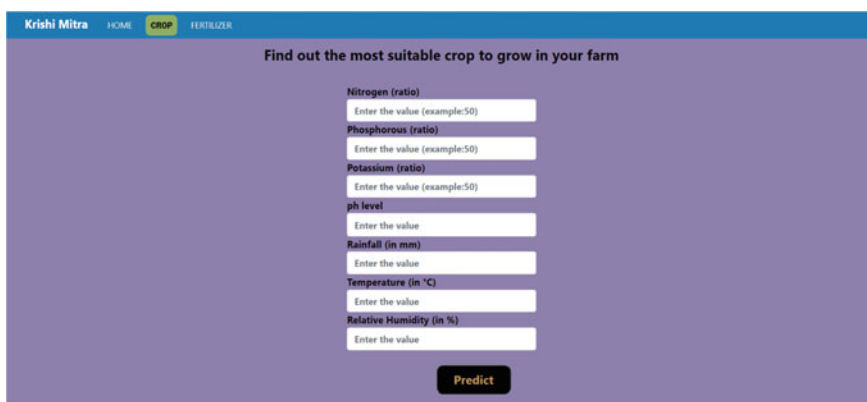 Krishi Mitra HOME CROP FERTILIZER
Find out the most suitable crop to grow in your farm
Nitrogen (ratio)
Enter the value (example:50)
Phosphorous (ratio)
Enter the value (example:50)
Potassium (ratio)
Enter the value (example:50)
ph level
Enter the value
Rainfall (in mm)
Enter the value
Temperature (in °C)
Enter the value
Relative Humidity (in %)
Enter the value
Predict